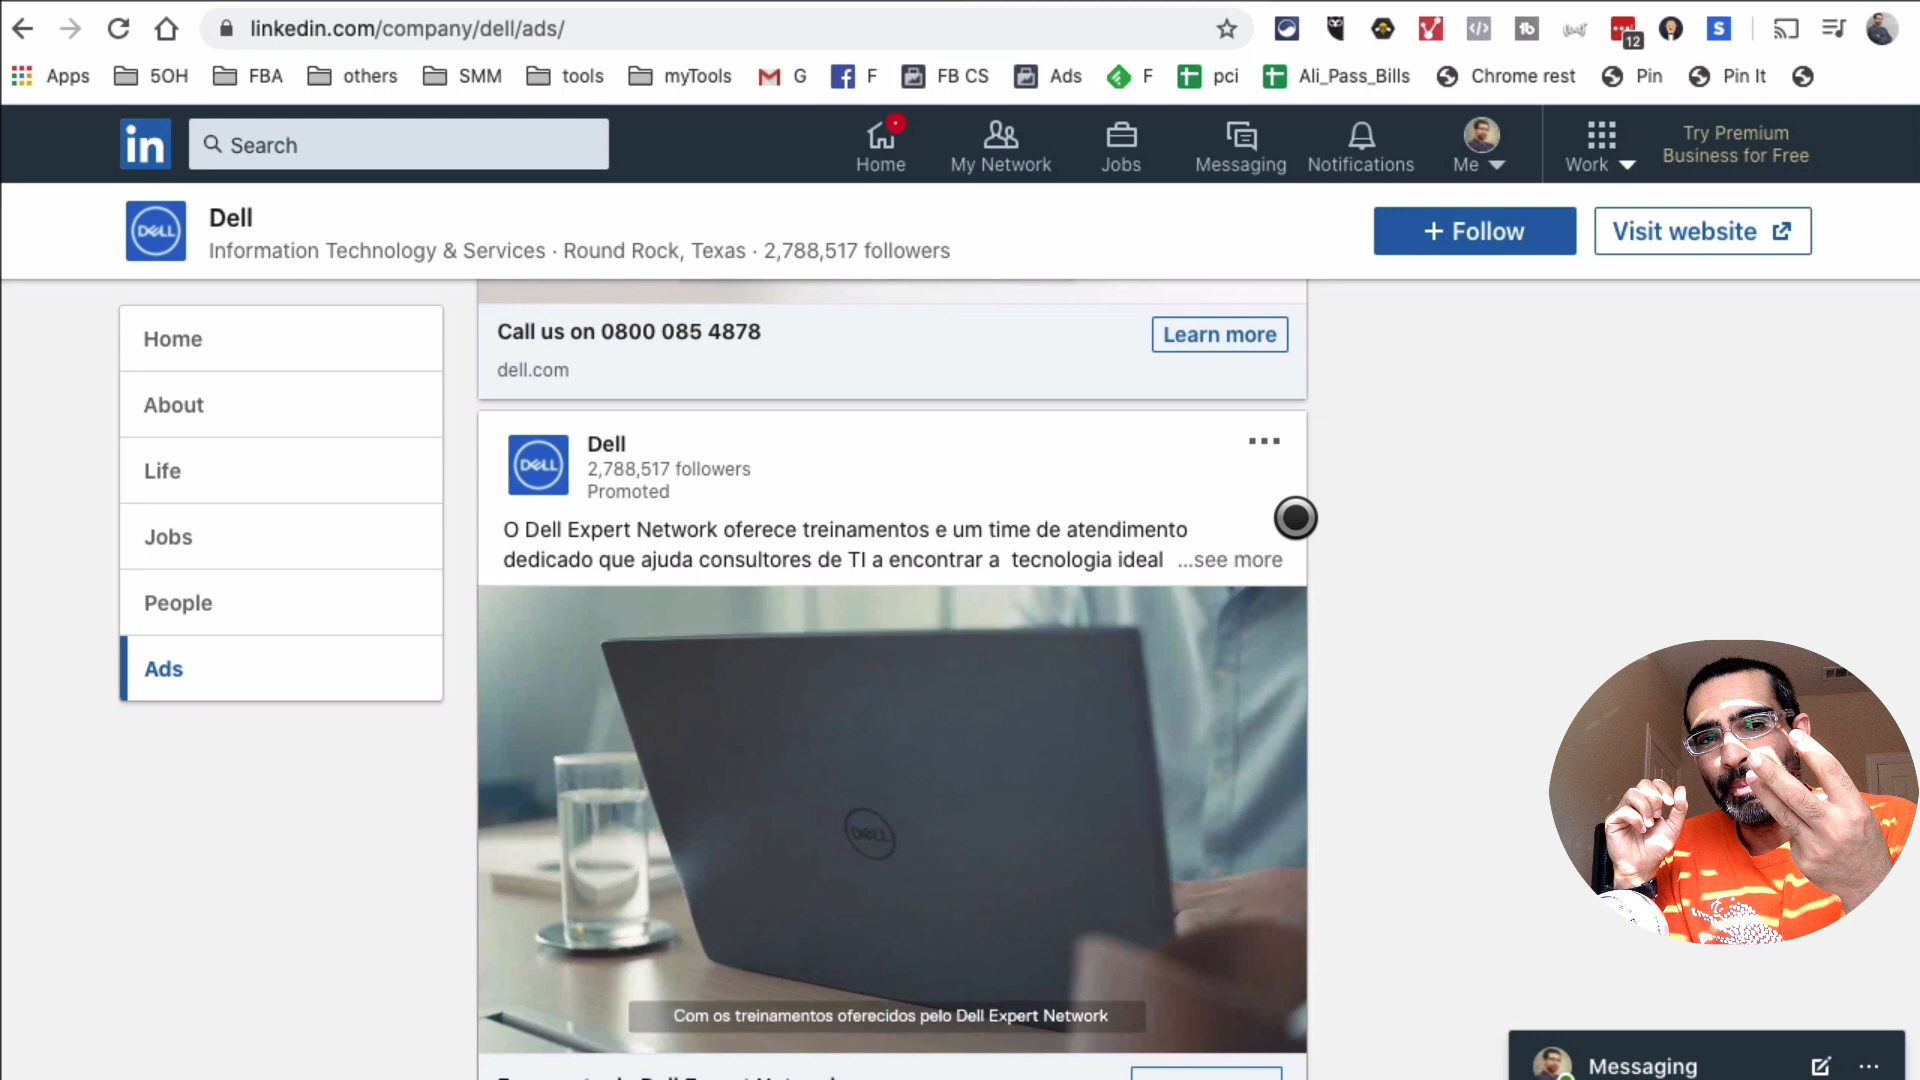 linkedin.com/company/dell/ads/
12
Apps 5OH FBA others SMM tools myTools G F FB CS Ads F pci Ali_Pass_Bills Chrome rest Pin Pin It
in Search Home My Network Jobs Messaging Notifications Me Work Try Premium
Business for Free
DELL
Dell
Information Technology & Services · Round Rock, Texas · 2,788,517 followers
+ Follow
Visit website
Home
About
Life
Jobs
People
Ads
Call us on 0800 085 4878
Learn more
dell.com
DELL
Dell
2,788,517 followers
Promoted
O Dell Expert Network oferece treinamentos e um time de atendimento
dedicado que ajuda consultores de TI a encontrar a tecnologia ideal ...see more
DELL
Com os treinamentos oferecidos pelo Dell Expert Network
Messaging